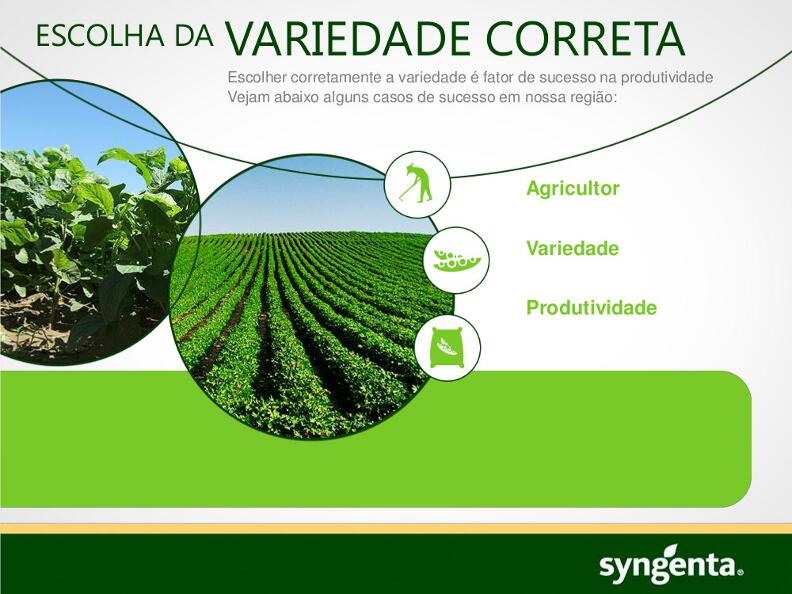 ESCOLHA DA VARIEDADE CORRETA
Escolher corretamente a variedade é fator de sucesso na produtividade
Vejam abaixo alguns casos de sucesso em nossa região:
Agricultor
Variedade
Produtividade
syngenta®